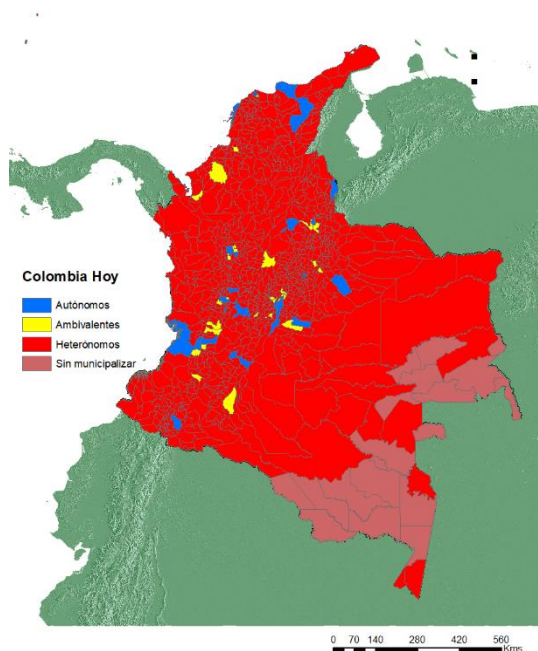 Colombia Hoy
Autónomos
Ambivalentes
Heterónomos
Sin municipalizar
0 70 140 280 420 560
Kms